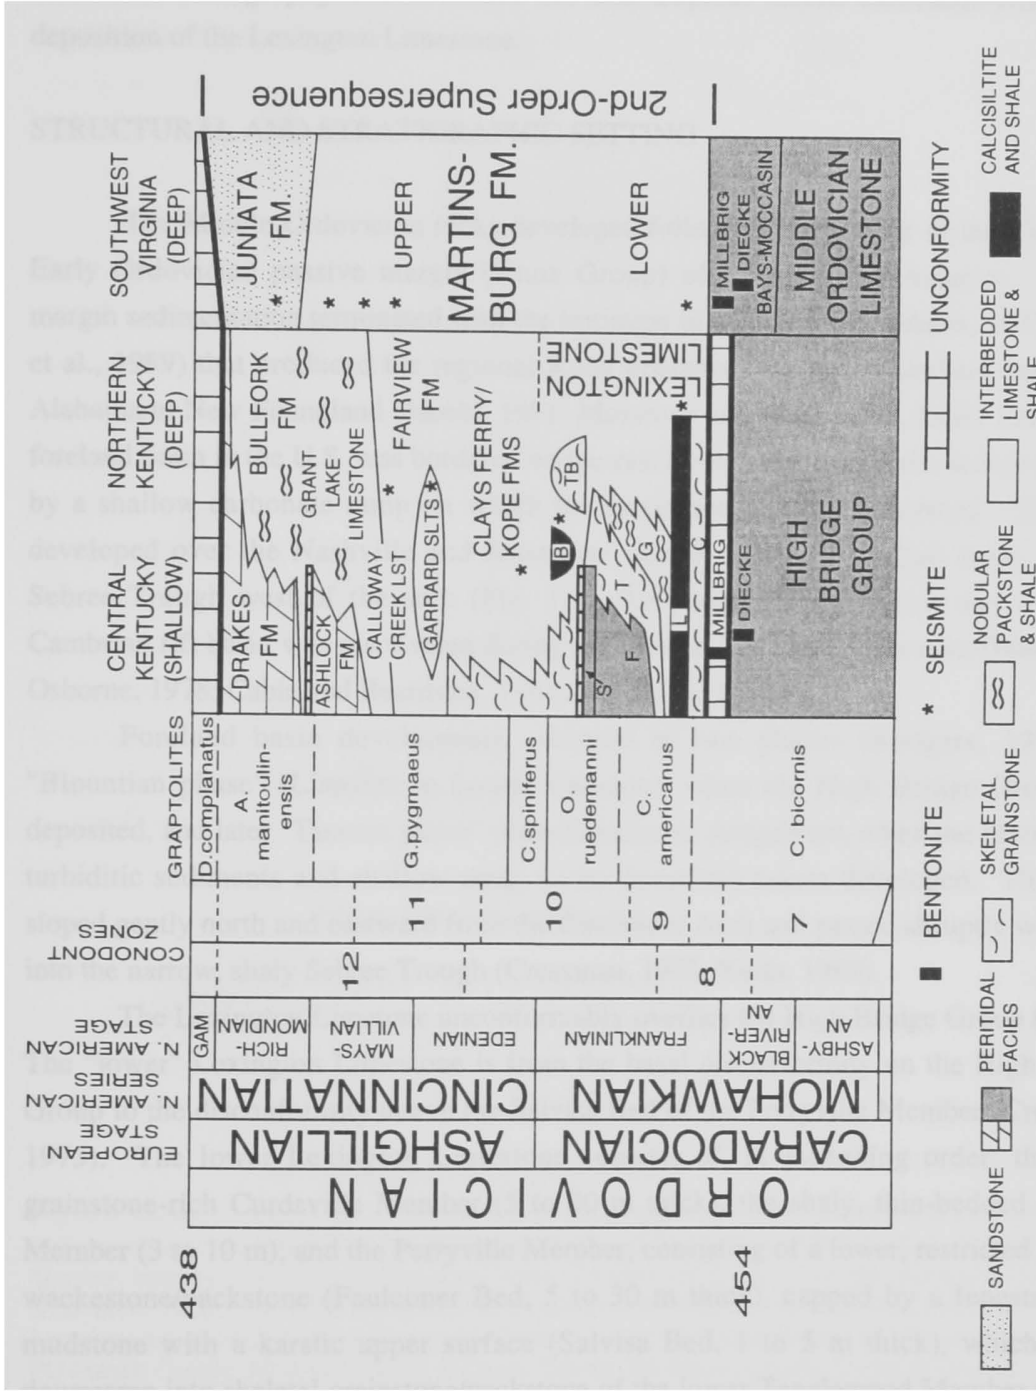 SOUTHWEST
VIRGINIA
(DEEP)
NORTHERN
KENTUCKY
(DEEP)
CENTRAL
KENTUCKY
(SHALLOW)
GRAPTOLITES
CONODONT
ZONES
N. AMERICAN
STAGE
N. AMERICAN
SERIES
EUROPEAN
STAGE
438
454
ORDOVICIAN
ASHGILLIAN
CARADOCIAN
CINCINNATIAN
MOHAWKIAN
GAM.
RICH-
MONDIAN
MAYS-
VILLIAN
EDENIAN
FRANKLINIAN
BLACK
RIVER-
AN
ASHBY-
AN
12
11
10
9
8
7
D.complanatus
A.
manitoulin-
ensis
G.pygmaeus
C.spiniferus
O.
ruedemanni
C.
americanus
C. bicornis
DRAKES
FM
BULLFORK
FM
ASHLOCK
FM
GRANT
LAKE
LIMESTONE
CALLOWAY
CREEK LST
FAIRVIEW *
FM
GARRARD SLTS *
CLAYS FERRY/
KOPE FMS
*
B
*
TB
S
F
T
G
L
C
*
LEXINGTON
LIMESTONE
MILLBRIG
DIECKE
HIGH
BRIDGE
GROUP
JUNATA
FM.
*
*
*
* UPPER
MARTINS-
BURG FM.
LOWER
*
MILLBRIG
DIECKE
BAYS-MOCCASIN
MIDDLE
ORDOVICIAN
LIMESTONE
2nd-Order Supersequence
BENTONITE
* SEISMITE
UNCONFORMITY
SANDSTONE
PERITIDAL
FACIES
SKELETAL
GRAINSTONE
NODULAR
PACKSTONE
& SHALE
INTERBEDDED
LIMESTONE &
SHALE
CALCISILTITE
AND SHALE